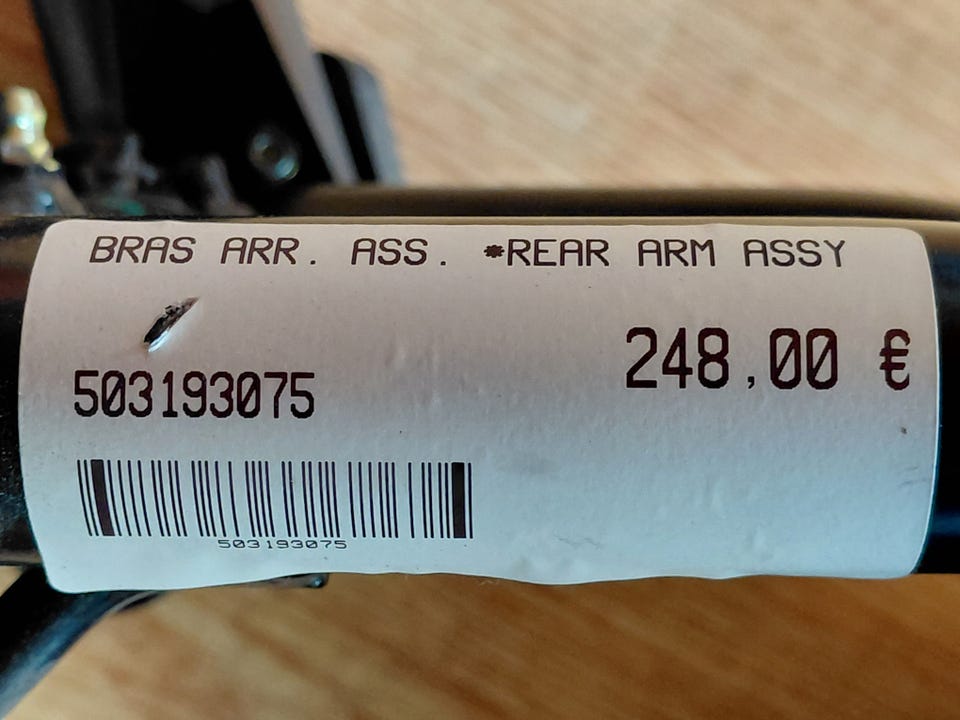 BRAS ARR. ASS. *REAR ARM ASSY
248,00 €
503193075
503193075